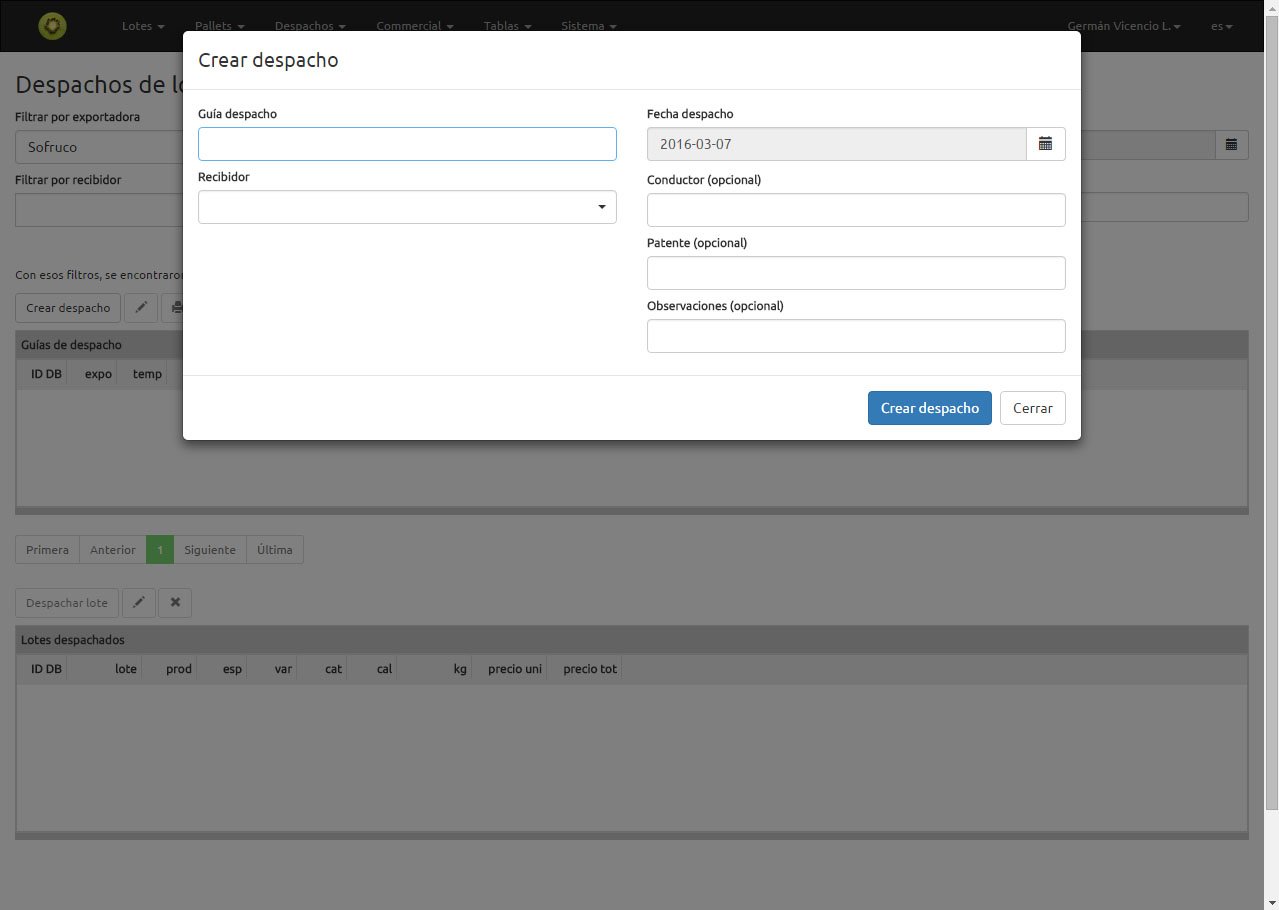 Lotes Pallets Despachos Commercial Tablas Sistema Germán Vicencio L. es
Crear despacho
Guía despacho
Recibidor
Fecha despacho
2016-03-07
Conductor (opcional)
Patente (opcional)
Observaciones (opcional)
Crear despacho Cerrar
Despachos de lo
Filtrar por exportadora
Sofruco
Filtrar por recibidor
Con esos filtros, se encontraron
Crear despacho
Guías de despacho
ID DB expo temp
Primera Anterior 1 Siguiente Última
Despachar lote
Lotes despachados
ID DB lote prod esp var cat cal kg precio uni precio tot